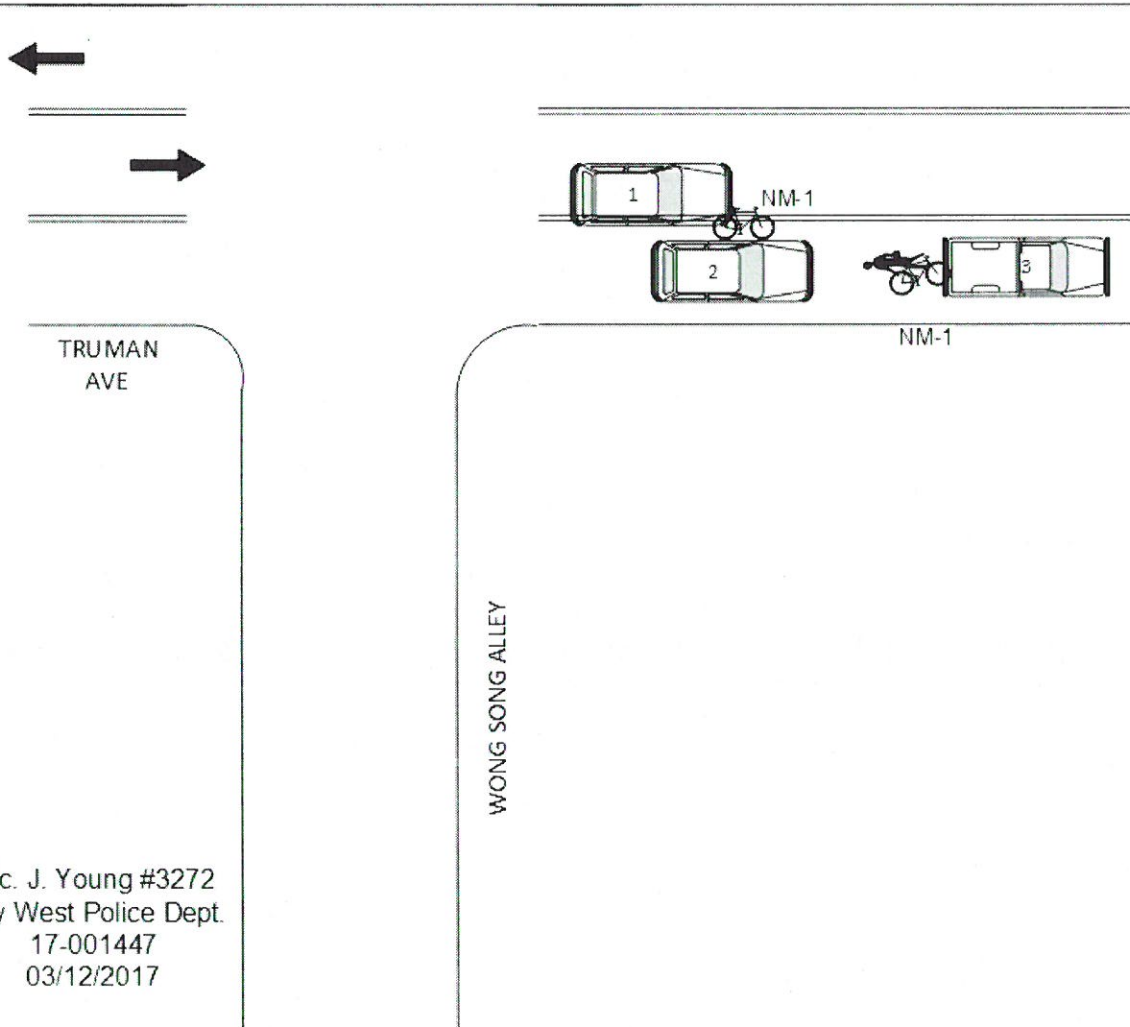 NM-1
1
2
3
NM-1
TRUMAN
AVE
WONG SONG ALLEY
c. J. Young #3272
y West Police Dept.
17-001447
03/12/2017